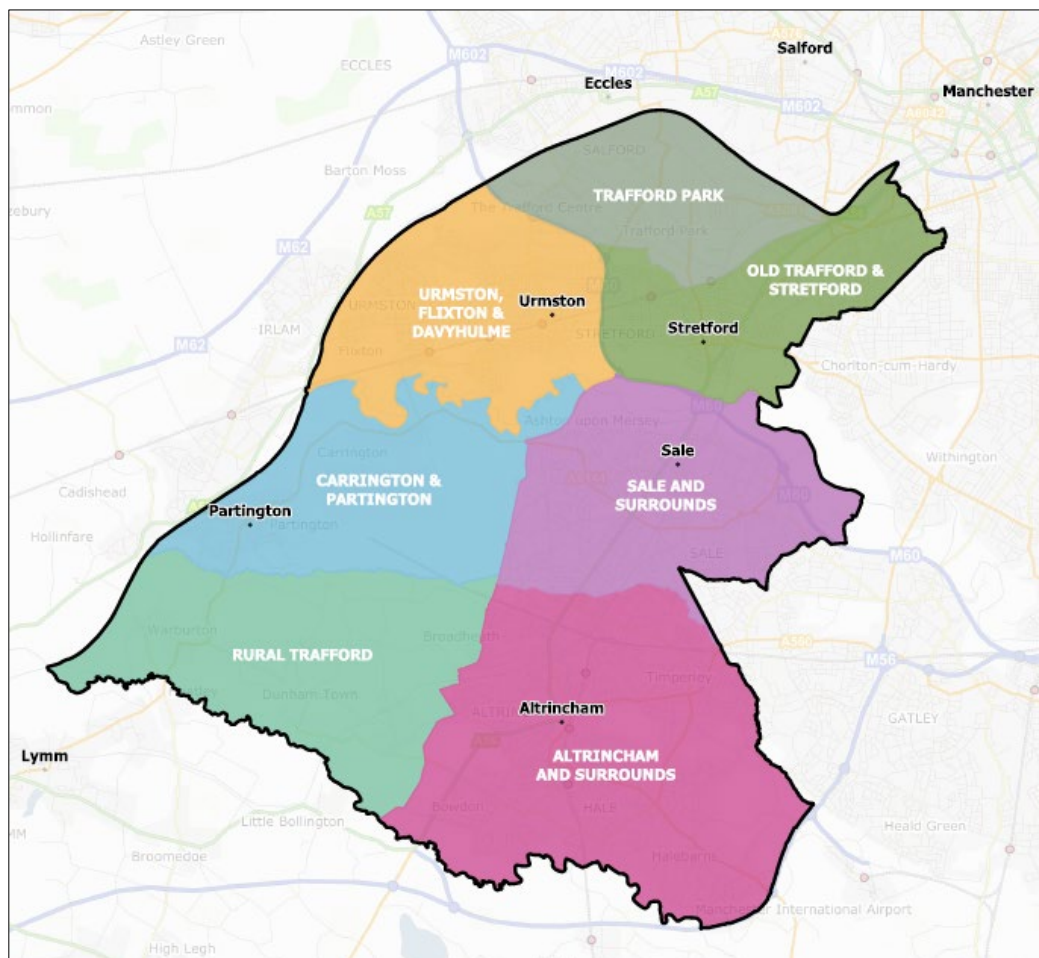 Astley Green
ECCLES
M602
Salford
Eccles
M602
A57
M602
Manchester
Barton Moss
SALFORD
TRAFFORD PARK
The Trafford Centre
Trafford Park
A57
M62
OLD TRAFFORD &
STRETFORD
URMSTON,
FLIXTON &
DAVYHULME
Urmston
URMSTON
STRETFORD
Stretford
IRLAM
M62
Flixton
Chorlton-cum-Hardy
Ashton upon Mersey
M60
Carrington
Withington
Sale
CARRINGTON &
PARTINGTON
SALE AND
SURROUNDS
Cadishead
Partington
Partington
Hollinfare
SALE
M60
Warburton
Broadheath
A560
M56
RURAL TRAFFORD
Timperley
Dunham Town
Altrincham
GATLEY
Lymm
ALTRINCHAM
AND SURROUNDS
Bowdon
HALE
Little Bollington
Heald Green
Broomedge
Halebarns
Manchester International Airport
High Legh